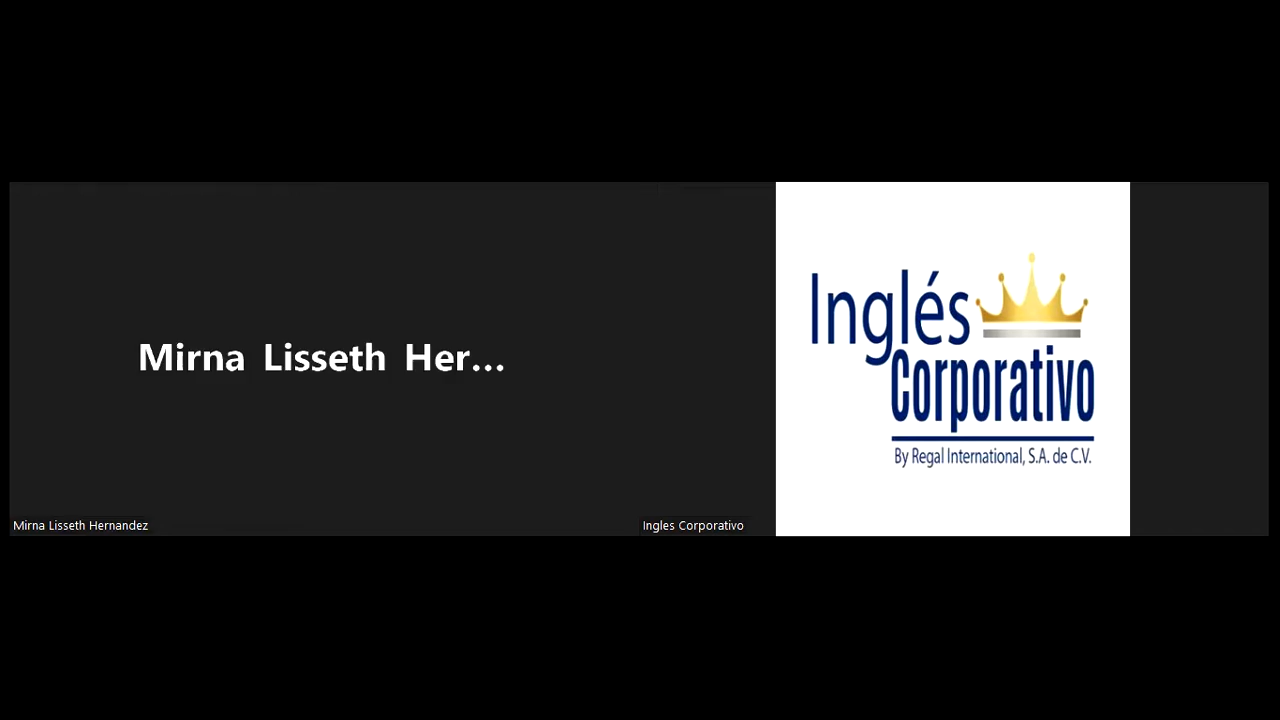 Mirna Lisseth Her...
Mirna Lisseth Hernandez
Inglés
Corporativo
By Regal International, S.A. de C.V.
Ingles Corporativo